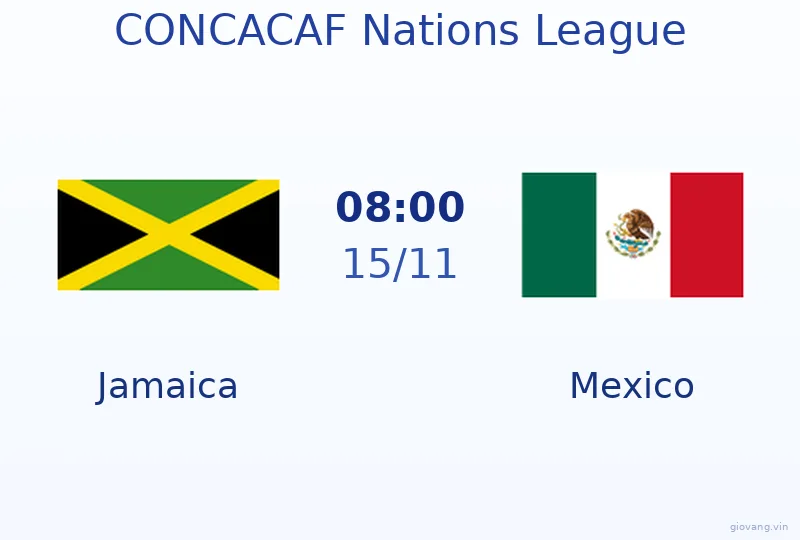 CONCACAF Nations League
08:00
15/11
Jamaica
Mexico
giovang.vin